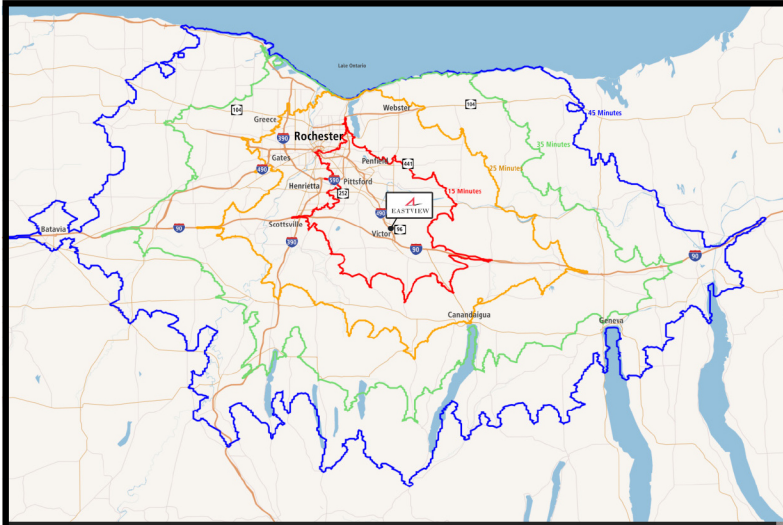 Lake Ontario
104
Webster
104
45 Minutes
Greece
Rochester
390
441
35 Minutes
Gates
Penfield
25 Minutes
490
Pittsford
Henrietta
252
15 Minutes
490
EASTVIEW
Scottsville
Batavia
90
Victor
96
390
90
90
Canandaigua
Geneva